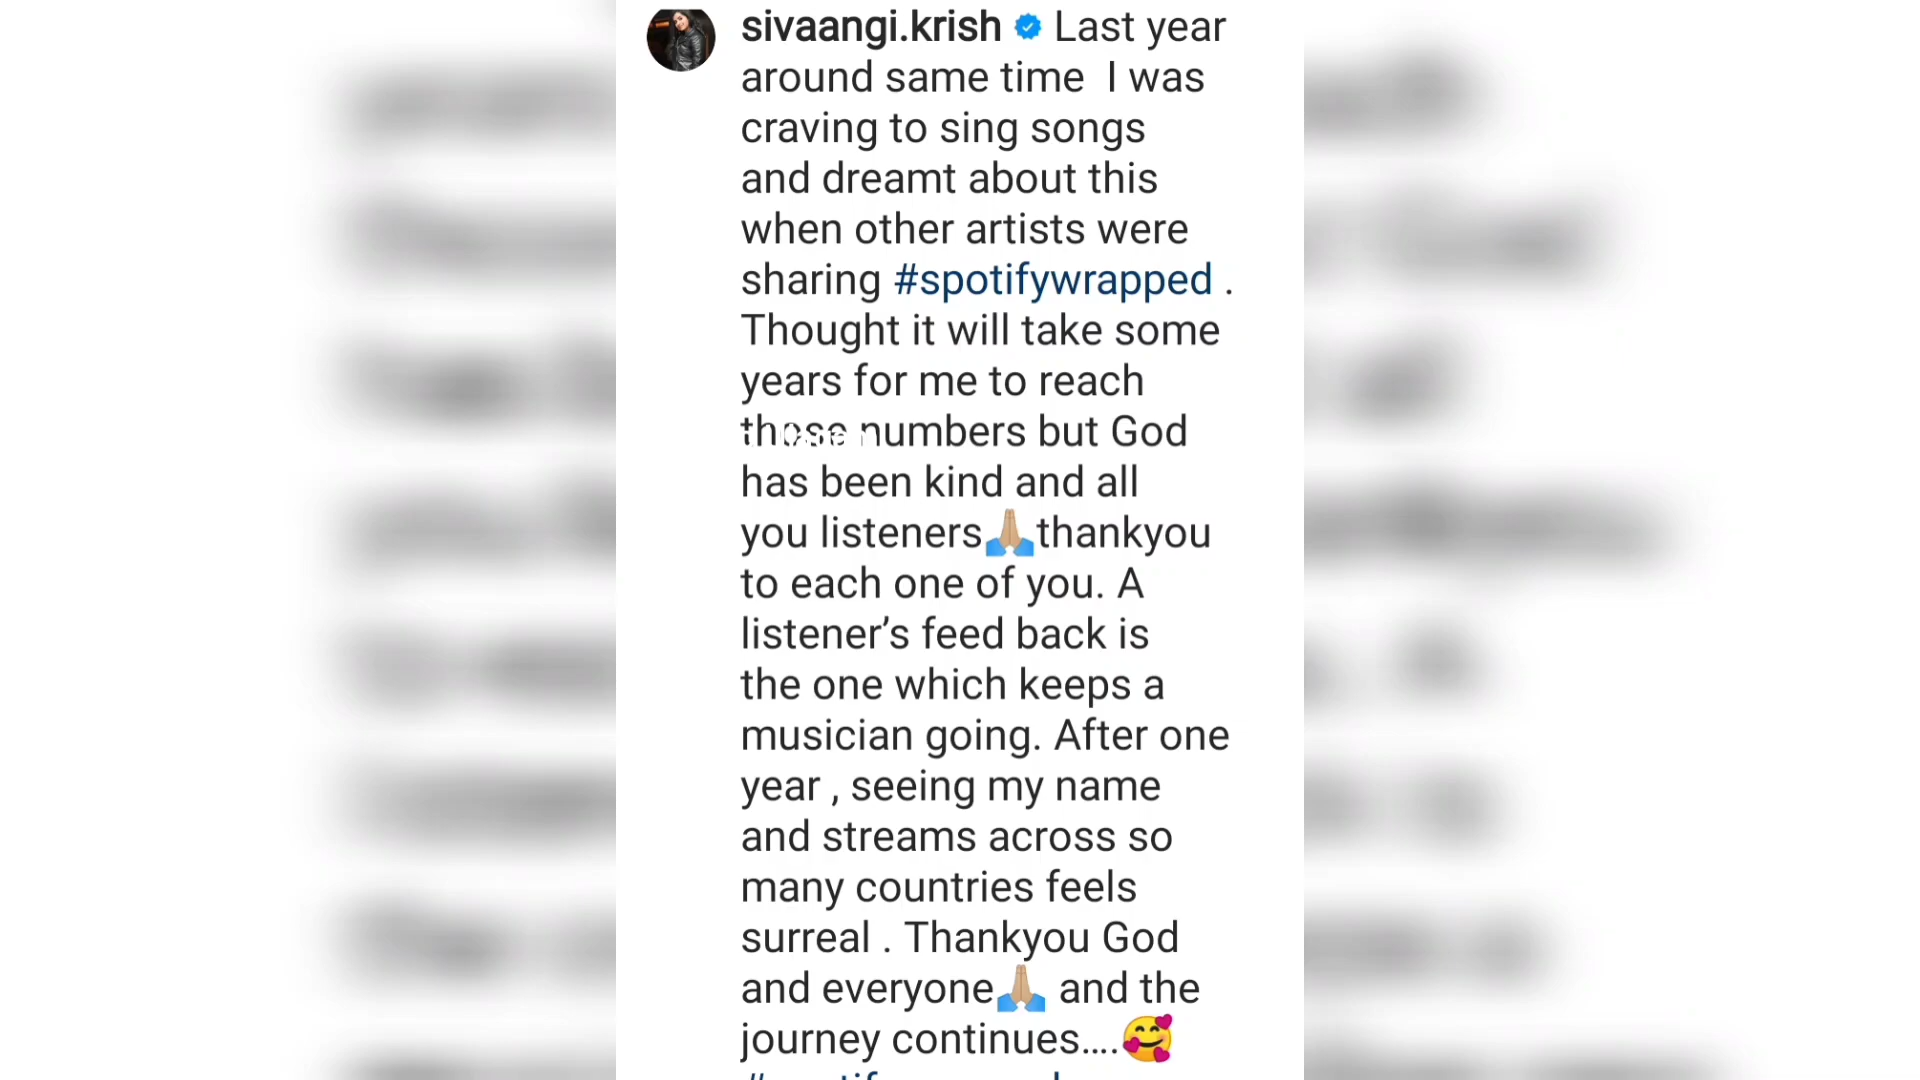 sivaangi.krish Last year
around same time I was
craving to sing songs
and dreamt about this
when other artists were
sharing #spotifywrapped .
Thought it will take some
years for me to reach
these numbers but God
has been kind and all
you listeners🙏🏼thankyou
to each one of you. A
listener’s feed back is
the one which keeps a
musician going. After one
year , seeing my name
and streams across so
many countries feels
surreal . Thankyou God
and everyone🙏🏼 and the
journey continues….🥰